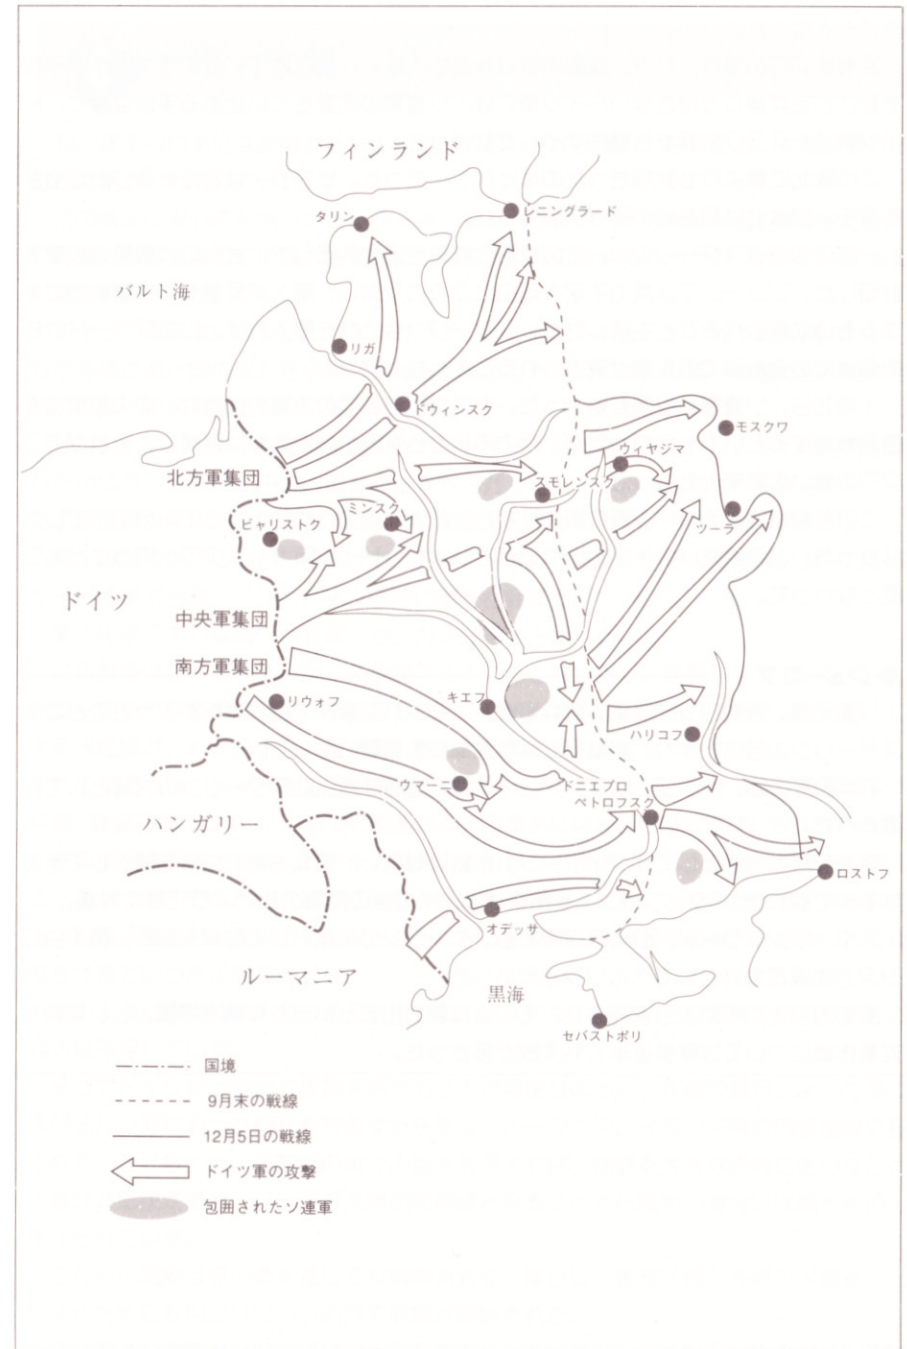 フィンランド
タリン
レニングラード
バルト海
リガ
ドウィンスク
モスクワ
ウィヤジマ
北方軍集団
スモレンスク
ミンスク
ビャリストク
ツーラ
ドイツ
中央軍集団
南方軍集団
リウォフ
キエフ
ハリコフ
ウマーニ
ドニエプロ
ペトロフスク
ハンガリー
ロストフ
オデッサ
ルーマニア
黒海
セバストポリ
国境
9月末の戦線
12月5日の戦線
ドイツ軍の攻撃
包囲されたソ連軍